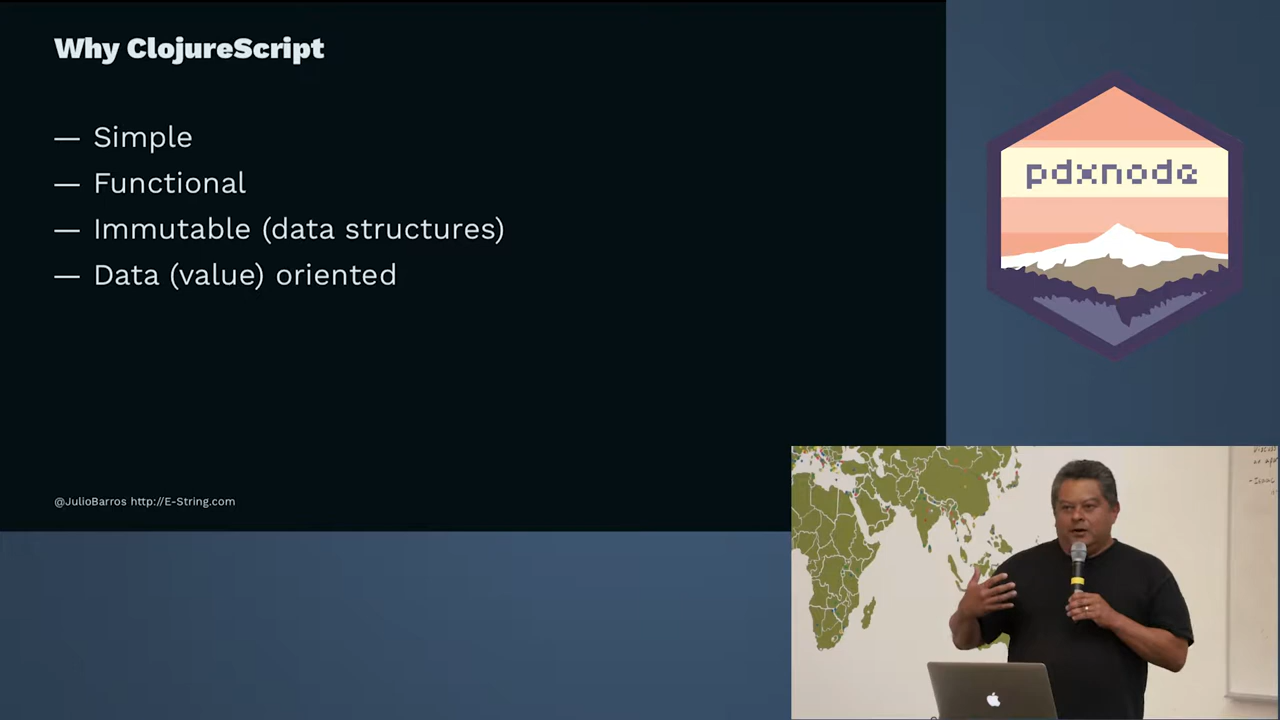 Why ClojureScript
— Simple
— Functional
— Immutable (data structures)
— Data (value) oriented
@JulioBarros http://E-String.com
pdxnode